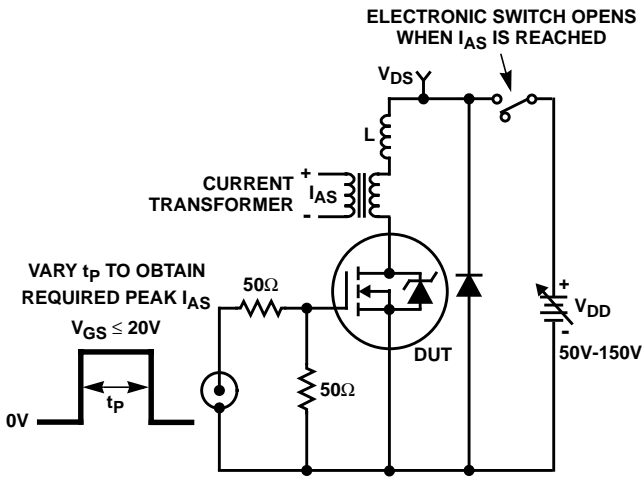 ELECTRONIC SWITCH OPENS
WHEN IAS IS REACHED
VDS
L
+
CURRENT
TRANSFORMER
IAS
-
VARY tP TO OBTAIN
REQUIRED PEAK IAS
50Ω
VGS ≤ 20V
DUT
+
VDD
-
50V-150V
50Ω
tP
0V